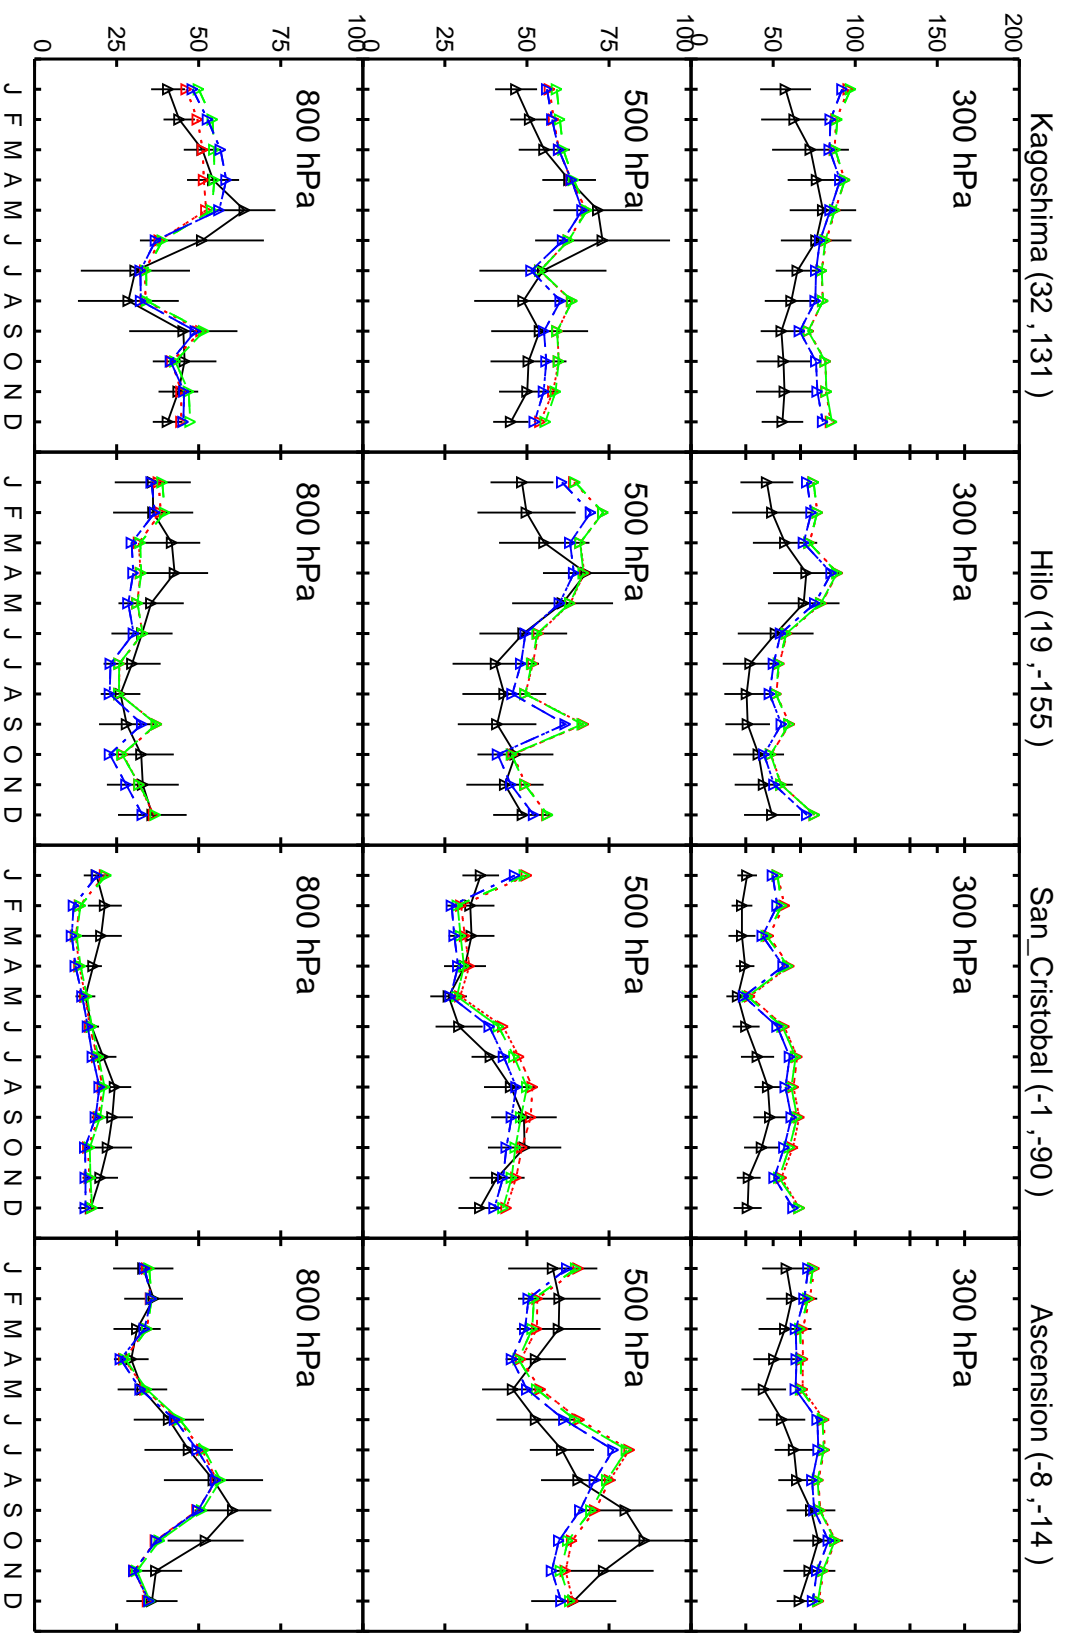 Kagoshima (32 ,131 )
Hilo (19 ,-155 )
San_Cristobal (-1 ,-90 )
Ascension (-8 ,-14 )
200
100
50
0
300 hPa
300 hPa
300 hPa
300 hPa
100
75
50
25
0
500 hPa
500 hPa
500 hPa
500 hPa
100
75
50
25
0
800 hPa
800 hPa
800 hPa
800 hPa
J F M A M J J A S O N D
J F M A M J J A S O N D
J F M A M J J A S O N D
J F M A M J J A S O N D